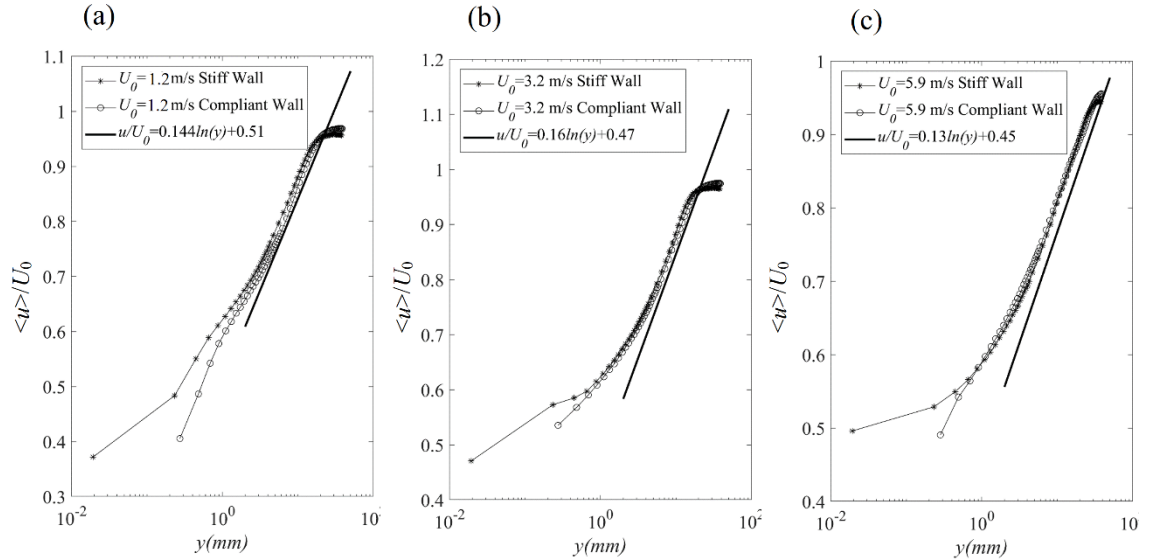 (a)
(b)
(c)
U0=1.2m/s Stiff Wall
U0=1.2 m/s Compliant Wall
u/U0=0.144ln(y)+0.51
U0=3.2 m/s Stiff Wall
U0=3.2 m/s Compliant Wall
u/U0=0.16ln(y)+0.47
U0=5.9 m/s Stiff Wall
U0=5.9 m/s Compliant Wall
u/U0=0.13ln(y)+0.45
<u>/U0
1.1
1
0.9
0.8
0.7
0.6
0.5
0.4
0.3
10-2
100
y(mm)
<u>/U0
1.2
1.1
1
0.9
0.8
0.7
0.6
0.5
0.4
10-2
100
102
y(mm)
<u>/U0
1
0.9
0.8
0.7
0.6
0.5
0.4
10-2
100
y(mm)